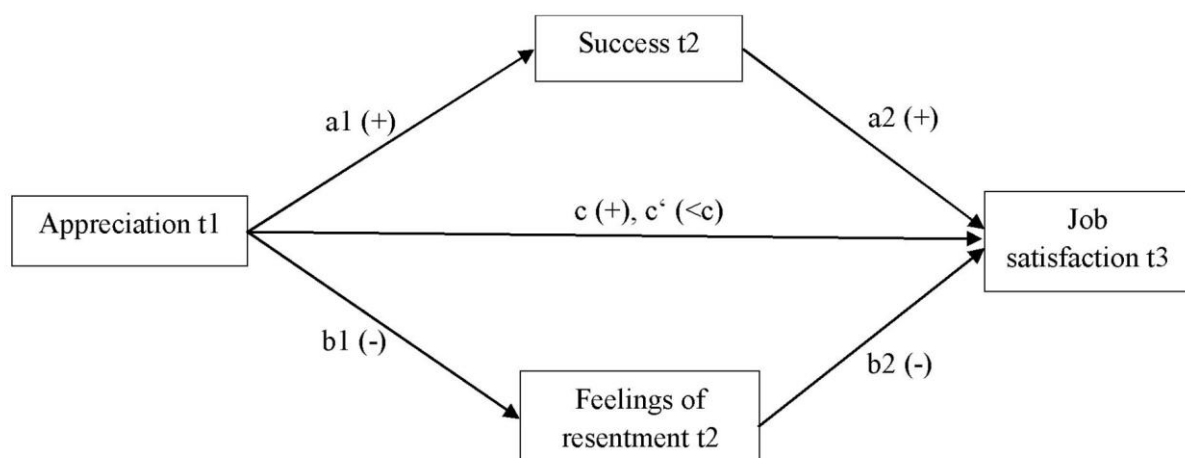 Success t2
a1 (+)
a2 (+)
Appreciation t1
c (+), c‘ (<c)
Job
satisfaction t3
b1 (-)
b2 (-)
Feelings of
resentment t2